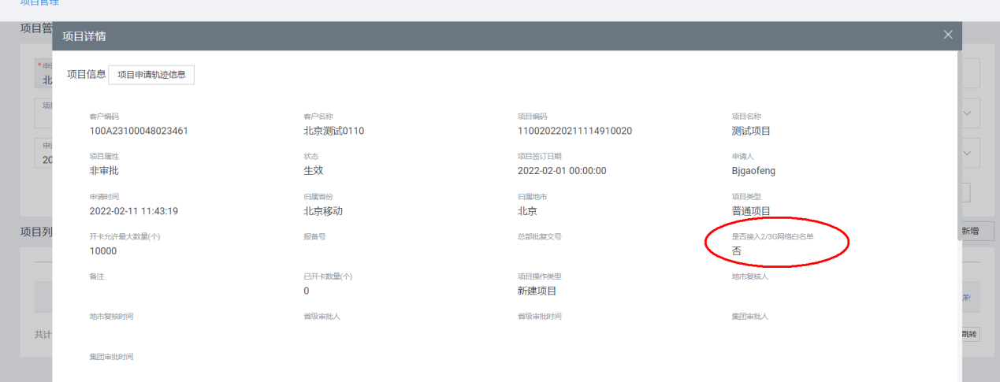 项目管理
项目管
项目详情
*申
北
项目信息 项目申请轨迹信息
项
客户编码 客户名称 项目编码 项目名称
100A23100048023461 北京测试0110 110020220211114910020 测试项目
申
20
项目属性 状态 项目签订日期 申请人
非审批 生效 2022-02-01 00:00:00 Bjgaofeng
申请时间 归属省份 归属地市 项目类型
2022-02-11 11:43:19 北京移动 北京 普通项目
项目列 新增
开卡允许最大数量(个) 报备号 总部批复文号 是否接入2/3G网络白名单
10000 否
备注 已开卡数量(个) 项目操作类型 地市复核人
0 新建项目
地市复核时间 省级审批人 省级审批时间 集团审批人
共计 跳转
集团审批时间